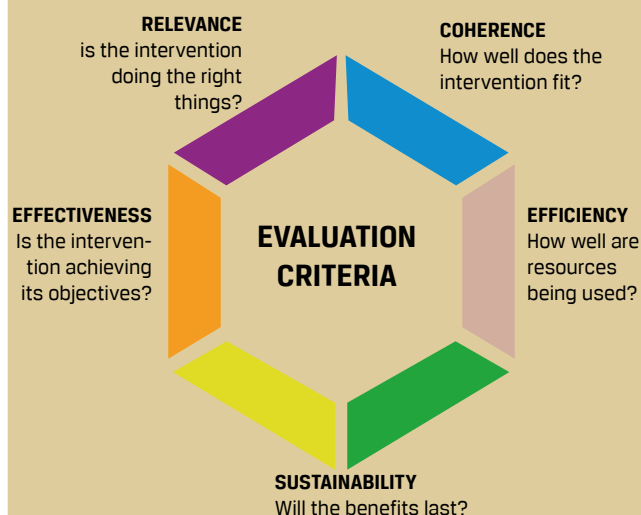 RELEVANCE
is the intervention
doing the right
things?
COHERENCE
How well does the
intervention fit?
EFFECTIVENESS
Is the interven-
tion achieving
its objectives?
EVALUATION
CRITERIA
EFFICIENCY
How well are
resources
being used?
SUSTAINABILITY
Will the benefits last?